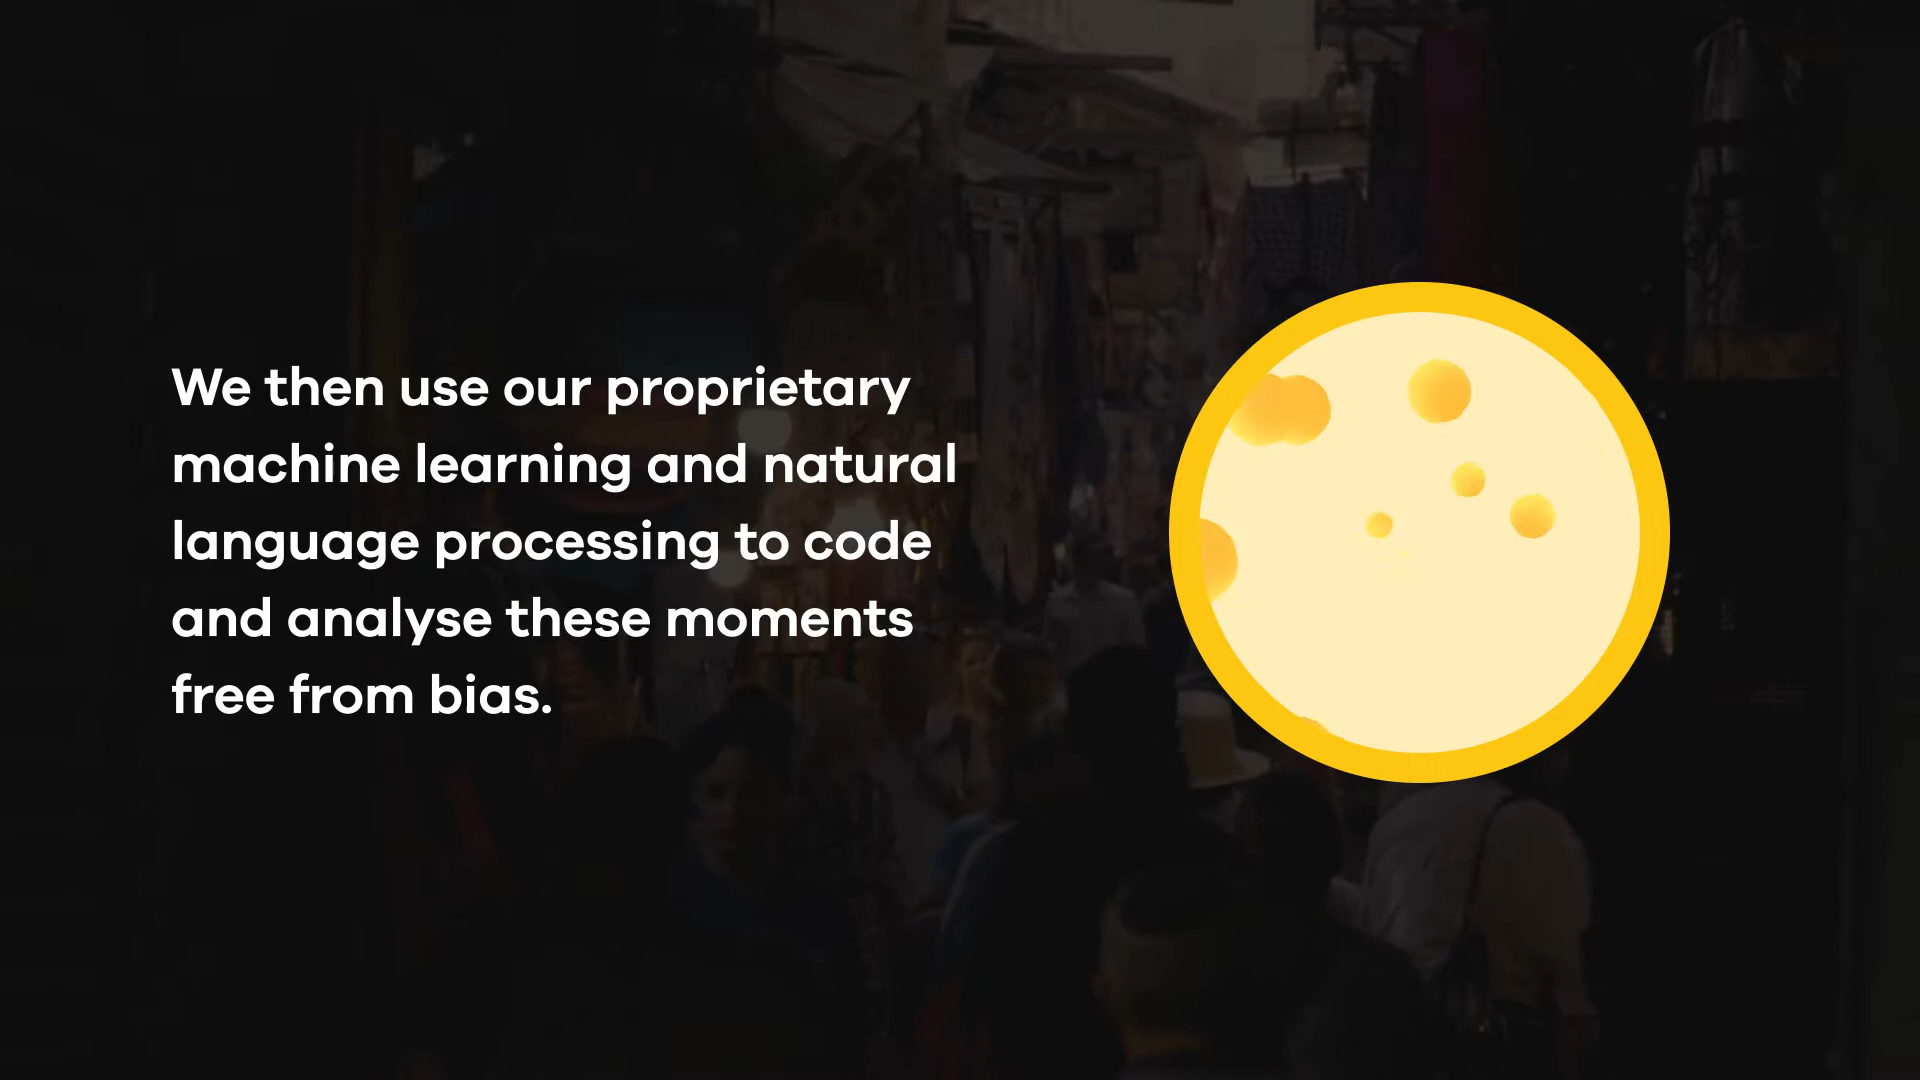 We then use our proprietary
machine learning and natural
language processing to code
and analyse these moments
free from bias.